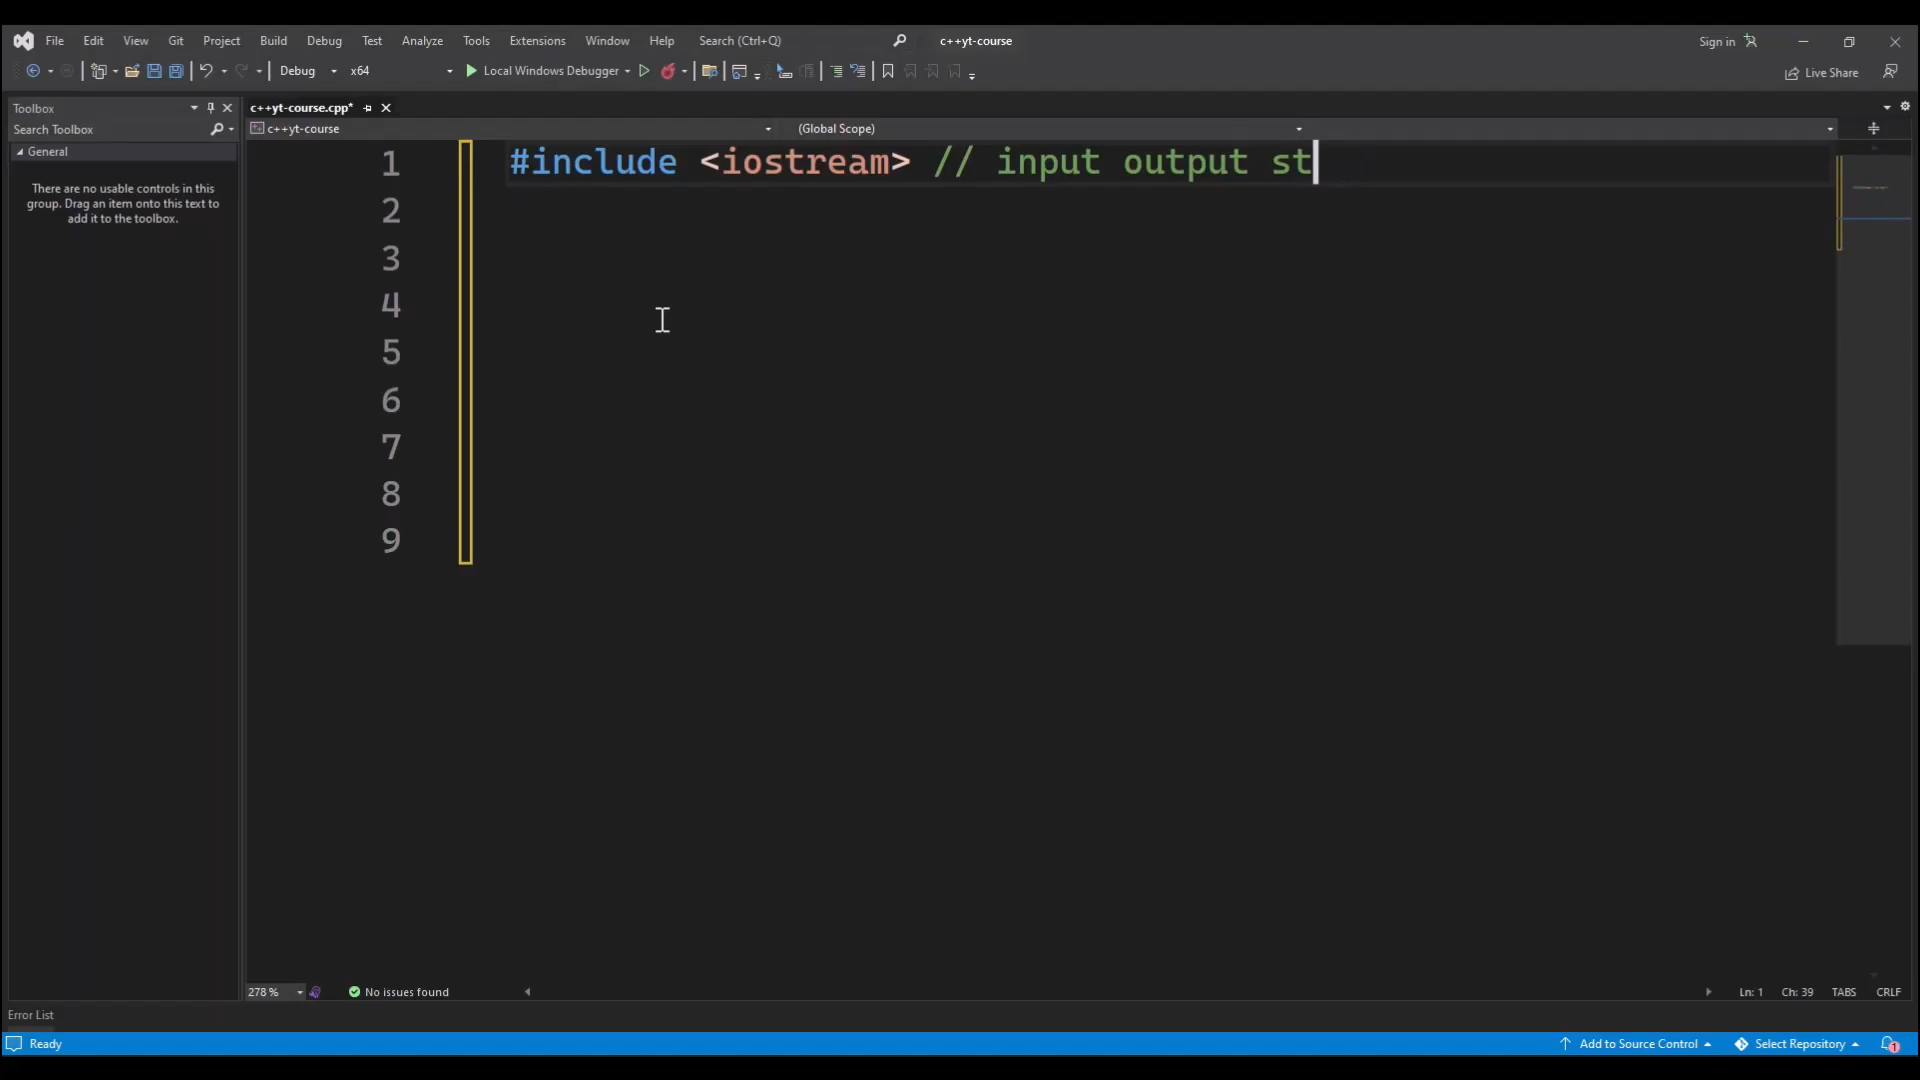 File Edit View Git Project Build Debug Test Analyze Tools Extensions Window Help Search (Ctrl+Q) c++yt-course Sign in
Debug x64 Local Windows Debugger Live Share
Toolbox
c++yt-course.cpp*
Search Toolbox
c++yt-course (Global Scope)
General
There are no usable controls in this
group. Drag an item onto this text to
add it to the toolbox.
1 #include <iostream> // input output st
2
3
4
5
6
7
8
9
278 % No issues found Ln: 1 Ch: 39 TABS CRLF
Error List
Ready Add to Source Control Select Repository 1